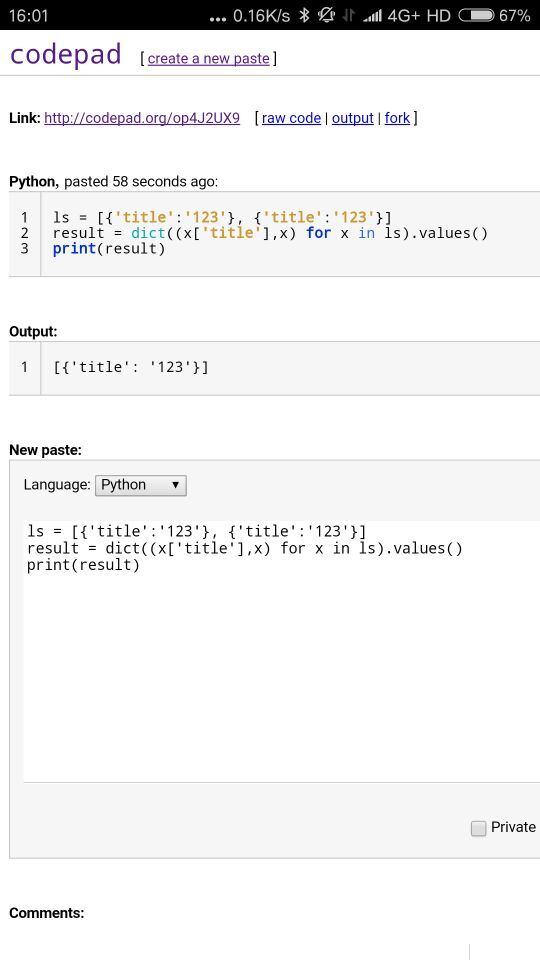 16:01 ... 0.16K/s 4G+ HD 67%
codepad [ create a new paste ]
Link: http://codepad.org/op4J2UX9 [ raw code | output | fork ]
Python, pasted 58 seconds ago:
1 ls = [{'title':'123'}, {'title':'123'}]
2 result = dict((x['title'],x) for x in ls).values()
3 print(result)
Output:
1 [{'title': '123'}]
New paste:
Language: Python
ls = [{'title':'123'}, {'title':'123'}]
result = dict((x['title'],x) for x in ls).values()
print(result)
Private
Comments: